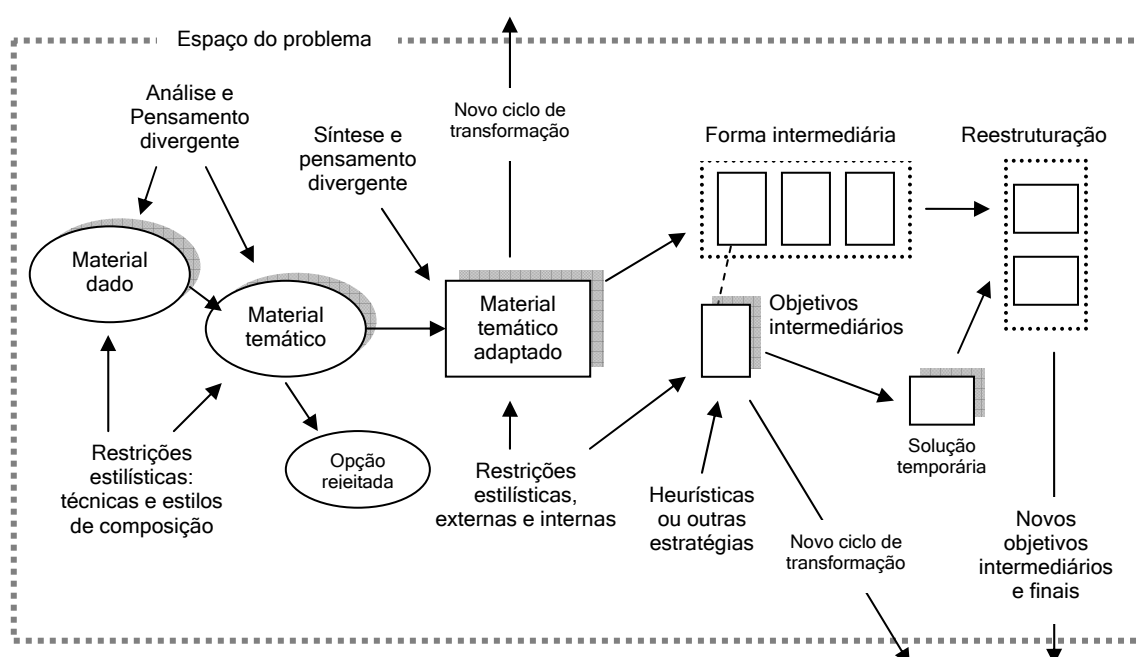 Espaço do problema
Análise e
Pensamento
divergente
Síntese e
pensamento
divergente
Novo ciclo de
transformação
Forma intermediária
Reestruturação
Material
dado
Material
temático
Material
temático
adaptado
Objetivos
intermediários
Opção
rejeitada
Solução
temporária
Restrições
estilísticas:
técnicas e estilos
de composição
Restrições
estilísticas,
externas e internas
Heurísticas
ou outras
estratégias
Novo ciclo de
transformação
Novos
objetivos
intermediários
e finais